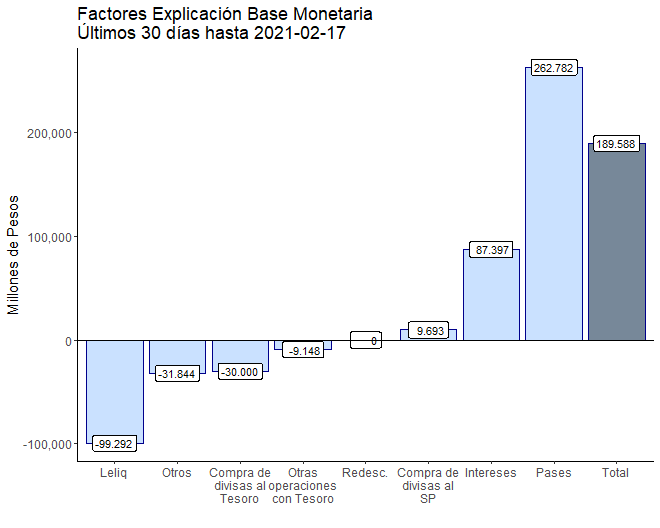 Factores Explicación Base Monetaria
Últimos 30 días hasta 2021-02-17
Millones de Pesos
200,000
100,000
0
-100,000
-99.292
-31.844
-30.000
-9.148
0
9.693
87.397
262.782
189.588
Leliq
Otros
Compra de
divisas al
Tesoro
Otras
operaciones
con Tesoro
Redesc.
Compra de
divisas al
SP
Intereses
Pases
Total